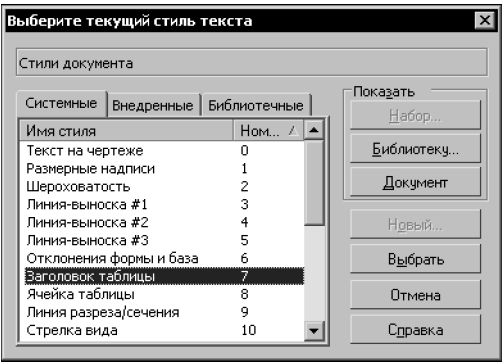 Выберите текущий стиль текста
Стили документа
Системные Внедренные Библиотечные
Имя стиля Ном...
Текст на чертеже 0
Размерные надписи 1
Шероховатость 2
Линия-выноска #1 3
Линия-выноска #2 4
Линия-выноска #3 5
Отклонения формы и база 6
Заголовок таблицы 7
Ячейка таблицы 8
Линия разреза/сечения 9
Стрелка вида 10
Показать
Набор...
Библиотеку...
Документ
Новый...
Выбрать
Отмена
Справка